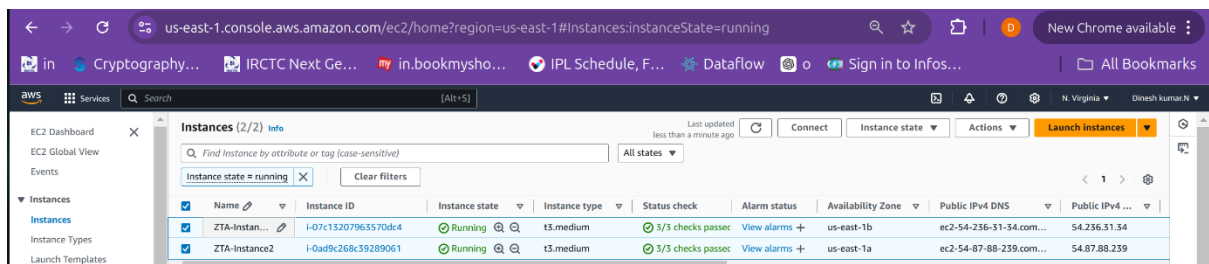 us-east-1.console.aws.amazon.com/ec2/home?region=us-east-1#Instances:instanceState=running D New Chrome available
in Cryptography... IRCTC Next Ge... my in.bookmysho... IPL Schedule, F... Dataflow o Sign in to Infos... All Bookmarks
aws Services Search [Alt+S] N. Virginia Dinesh kumar.N
EC2 Dashboard
EC2 Global View
Events
Instances
Instances
Instance Types
Launch Templates
Instances (2/2) Info Last updated less than a minute ago Connect Instance state Actions Launch instances
Find Instance by attribute or tag (case-sensitive) All states
Instance state = running Clear filters 1
Name Instance ID Instance state Instance type Status check Alarm status Availability Zone Public IPv4 DNS Public IPv4 ...
ZTA-Instan... i-07c13207963570dc4 Running t3.medium 3/3 checks passec View alarms + us-east-1b ec2-54-236-31-34.com... 54.236.31.34
ZTA-Instance2 i-0ad9c268c39289061 Running t3.medium 3/3 checks passec View alarms + us-east-1a ec2-54-87-88-239.com... 54.87.88.239